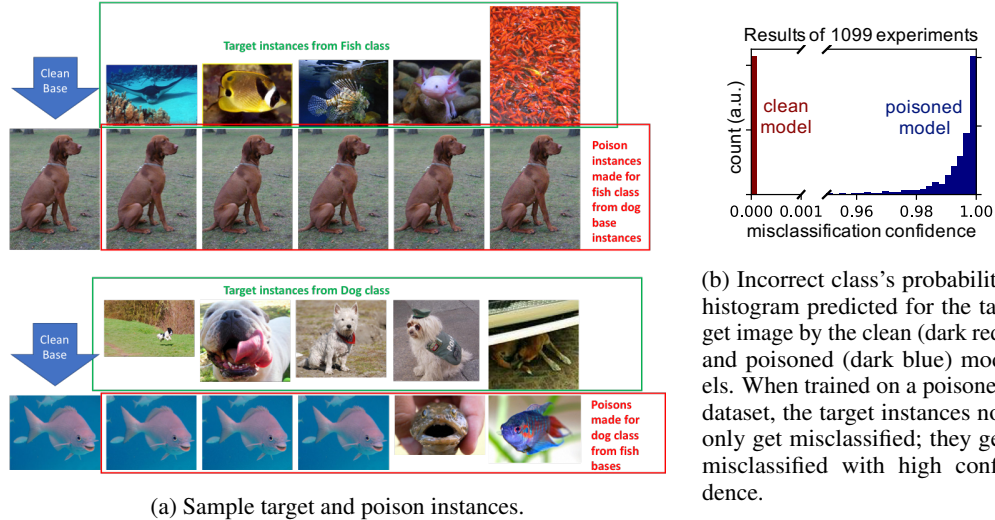 Target instances from Fish class
Clean
Base
Poison
instances
made for
fish class
from dog
base
instances
Target instances from Dog class
Clean
Base
Poisons
made for
dog class
from fish
bases
(a) Sample target and poison instances.
Results of 1099 experiments
clean
model
poisoned
model
count (a.u.)
0.000 0.001 0.96 0.98 1.00
misclassification confidence
(b) Incorrect class's probabilit
histogram predicted for the ta
get image by the clean (dark re
and poisoned (dark blue) mod
els. When trained on a poisone
dataset, the target instances no
only get misclassified; they ge
misclassified with high conf
dence.